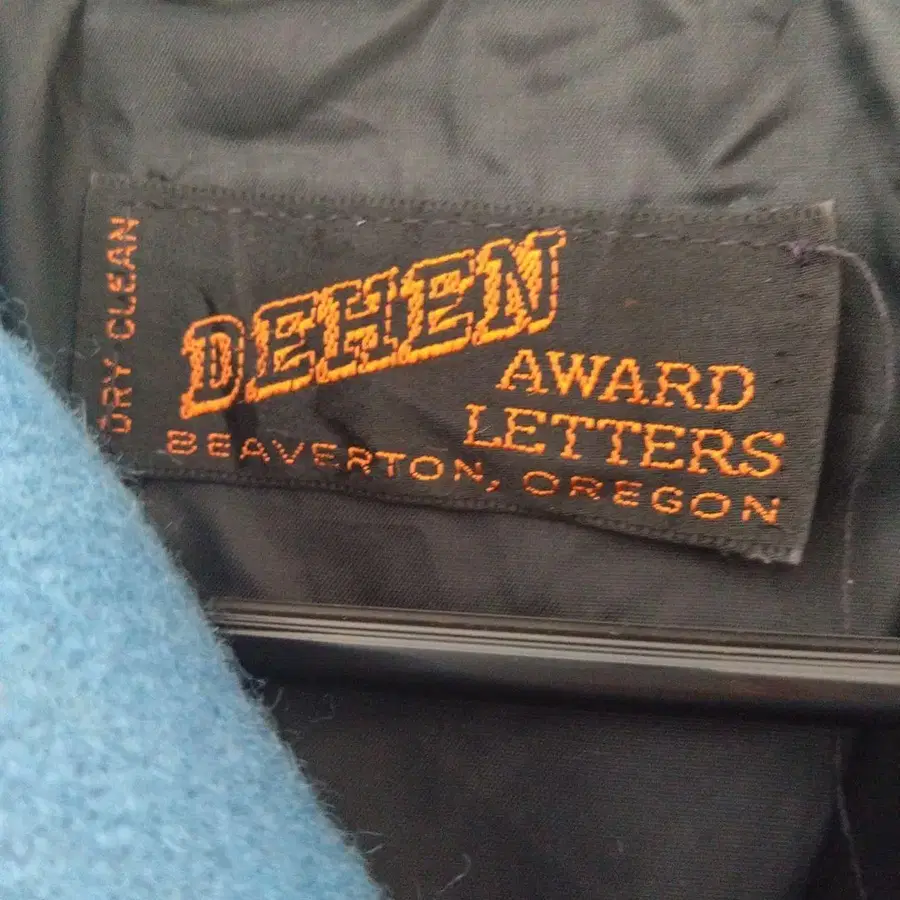 DRY CLEAN
DEHEN
AWARD
LETTERS
BEAVERTON, OREGON